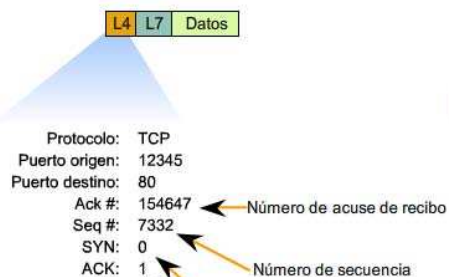 L4 L7 Datos
Protocolo: TCP
Puerto origen: 12345
Puerto destino: 80
Ack #: 154647 Número de acuse de recibo
Seq #: 7332
SYN: 0
ACK: 1 Número de secuencia